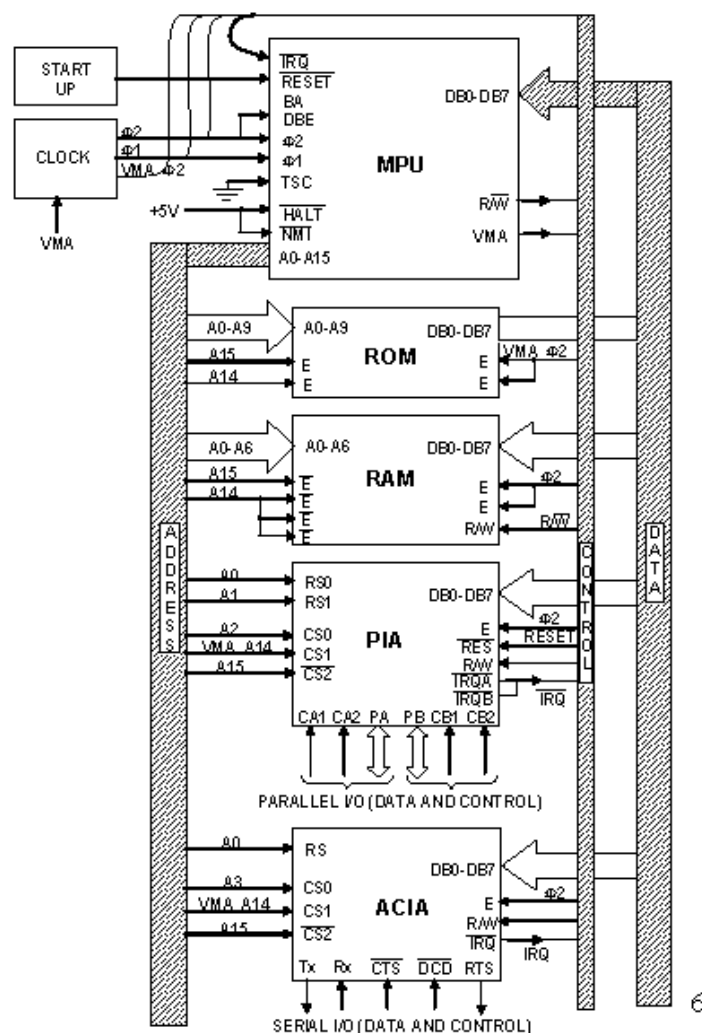 START UP
CLOCK
Φ2
Φ1
VMA Φ2
VMA
+5V
IRQ
RESET
BA
DBE
Φ2
Φ1
TSC
HALT
NMI
A0-A15
MPU
DB0-DB7
R/W
VMA
A0-A9
A15
A14
A0-A9
E
E
ROM
DB0-DB7
E
E
VMA Φ2
A0-A6
A15
A14
A0-A6
E
E
E
E
RAM
DB0-DB7
E
E
R/W
Φ2
R/W
ADDRESS
CONTROL
DATA
A0
A1
A2
VMA A14
A15
RS0
RS1
CS0
CS1
CS2
PIA
DB0-DB7
E
RES
R/W
IRQA
IRQB
Φ2
RESET
IRQ
CA1 CA2 PA PB CB1 CB2
PARALLEL I/O (DATA AND CONTROL)
A0
A3
VMA A14
A15
RS
CS0
CS1
CS2
ACIA
DB0-DB7
E
R/W
IRQ
Φ2
IRQ
Tx Rx CTS DCD RTS
SERIAL I/O (DATA AND CONTROL)
6